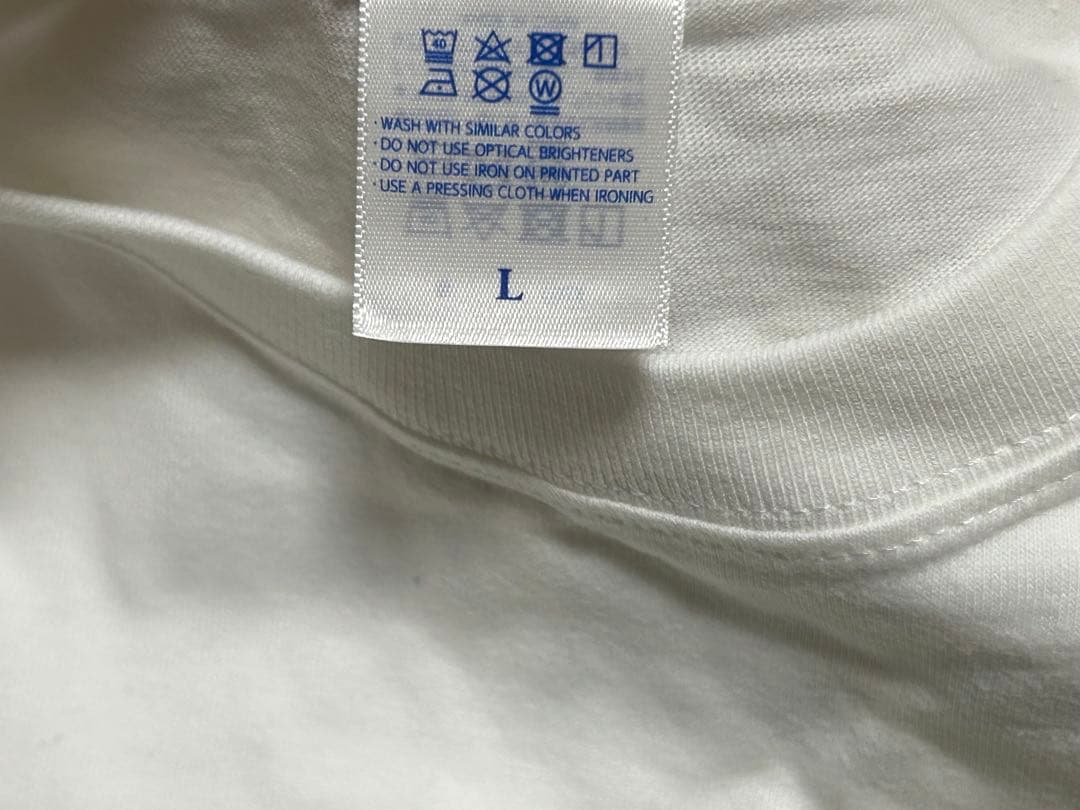 40
W
·WASH WITH SIMILAR COLORS
·DO NOT USE OPTICAL BRIGHTENERS
·DO NOT USE IRON ON PRINTED PART
·USE A PRESSING CLOTH WHEN IRONING
L